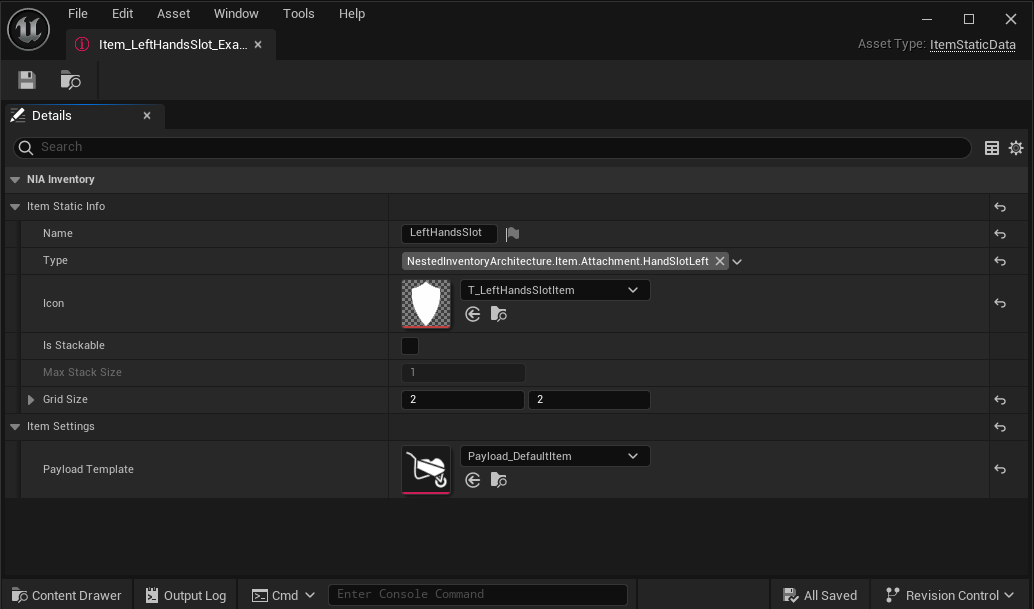 File Edit Asset Window Tools Help
Item_LeftHandsSlot_Exa...
Asset Type: ItemStaticData
Details
Search
NIA Inventory
Item Static Info
Name LeftHandsSlot
Type NestedInventoryArchitecture.Item.Attachment.HandSlotLeft
Icon T_LeftHandsSlotItem
Is Stackable
Max Stack Size 1
Grid Size 2 2
Item Settings
Payload Template Payload_DefaultItem
Content Drawer Output Log Cmd Enter Console Command All Saved Revision Control